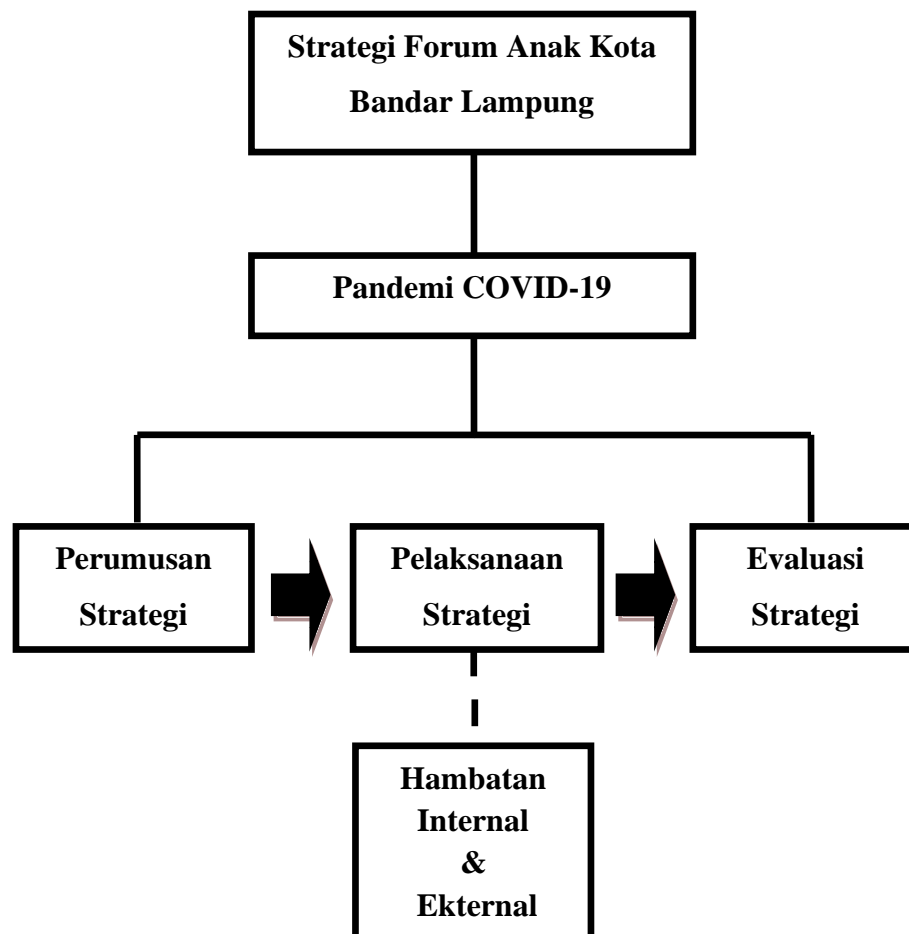 Strategi Forum Anak Kota
Bandar Lampung
Pandemi COVID-19
Perumusan
Strategi
Pelaksanaan
Strategi
Evaluasi
Strategi
Hambatan
Internal
&
Ekternal